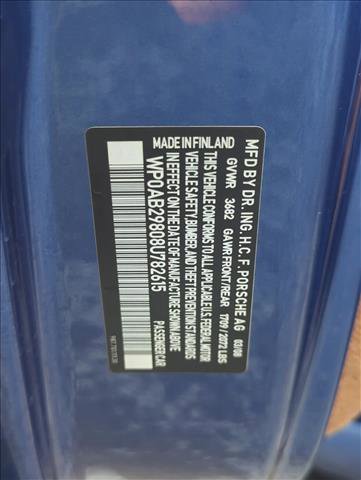 MFD BY DR. ING. H.C. F. PORSCHE AG 03/08
GVWR 3682 GAWR FRONT/REAR 1709 / 2072 LBS
THIS VEHICLE CONFORMS TO ALL APPLICABLE U.S. FEDERAL MOTOR
VEHICLE SAFETY, BUMPER, AND THEFT PREVENTION STANDARDS
IN EFFECT ON THE DATE OF MANUFACTURE SHOWN ABOVE.
WP0AB29808U782615 PASSENGER CAR
MADE IN FINLAND